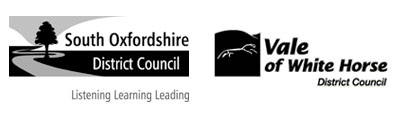 South Oxfordshire
District Council
Listening Learning Leading
Vale
of White Horse
District Council